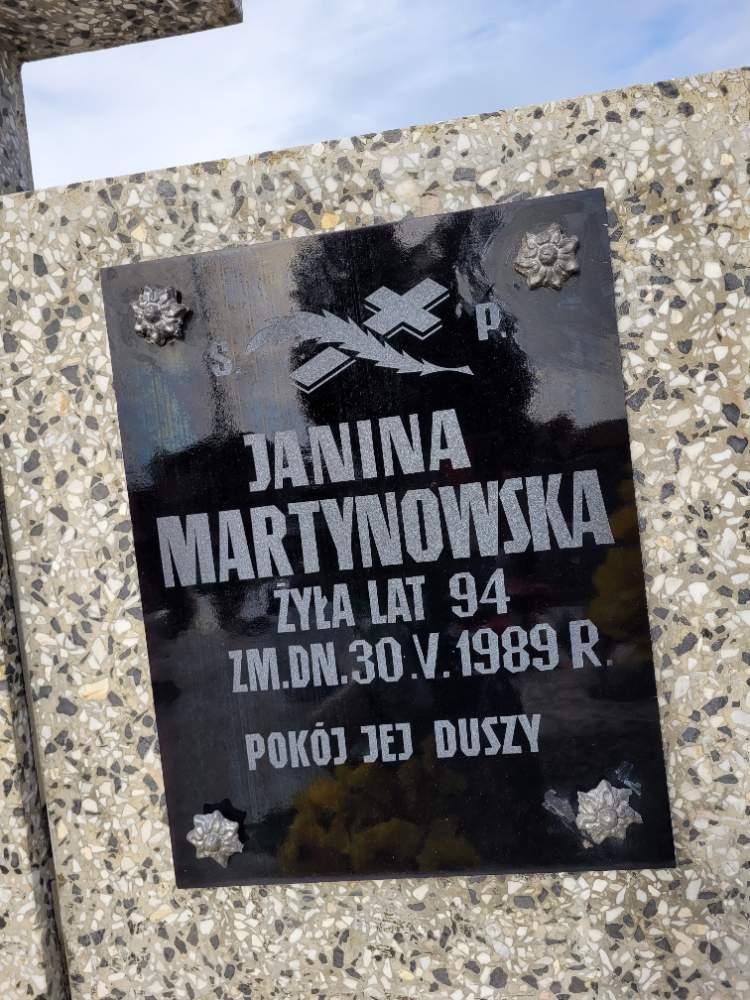 Ś. P.
JANINA
MARTYNOWSKA
ŻYŁA LAT 94
ZM.DN.30.V.1989 R.
POKÓJ JEJ DUSZY